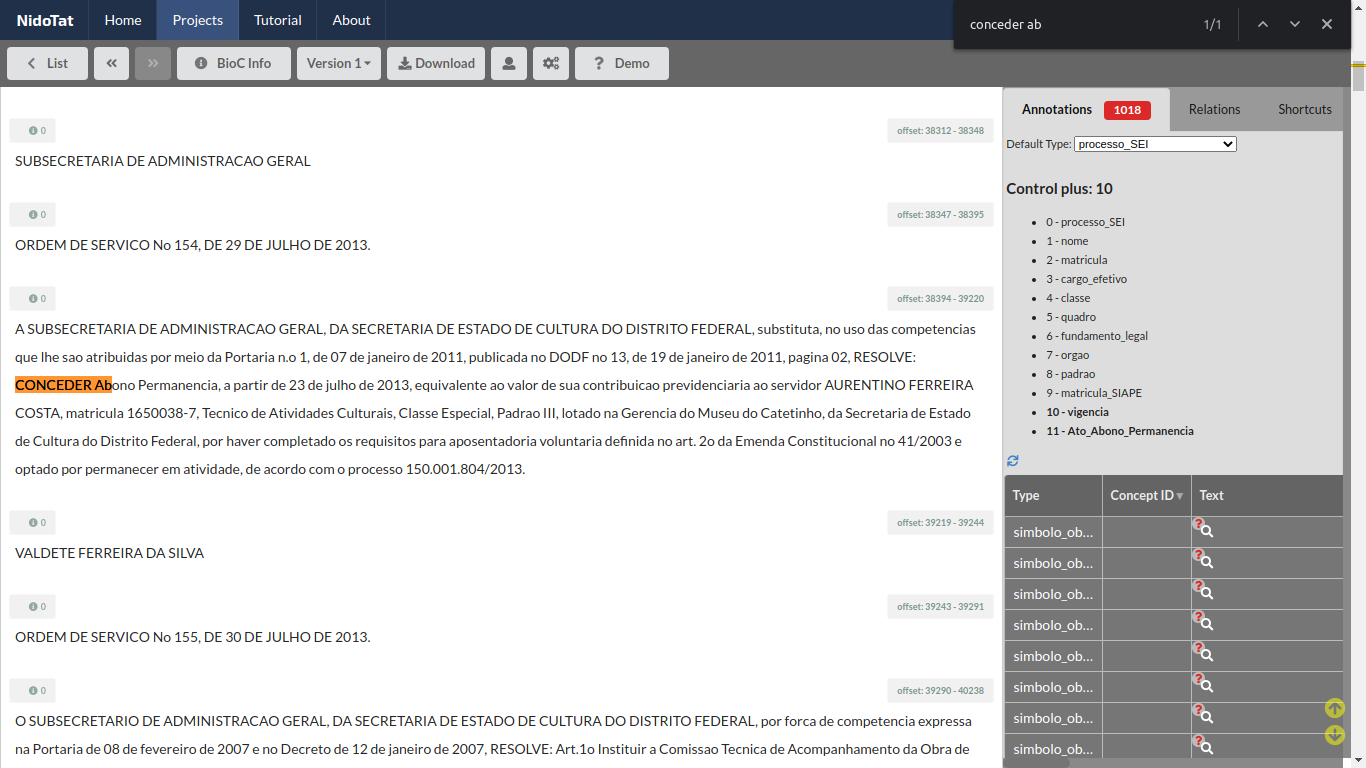 NidoTat Home Projects Tutorial About
conceder ab 1/1
List BioC Info Version 1 Download ? Demo
Annotations 1018 Relations Shortcuts
Default Type: processo_SEI
Control plus: 10
0 - processo_SEI
1 - nome
2 - matricula
3 - cargo_efetivo
4 - classe
5 - quadro
6 - fundamento_legal
7 - orgao
8 - padrao
9 - matricula_SIAPE
10 - vigencia
11 - Ato_Abono_Permanencia
Type Concept ID Text
simbolo_ob... ?
simbolo_ob... ?
simbolo_ob... ?
simbolo_ob... ?
simbolo_ob... ?
simbolo_ob... ?
simbolo_ob... ?
simbolo_ob... ?
0 offset: 38312 - 38348
SUBSECRETARIA DE ADMINISTRACAO GERAL
0 offset: 38347 - 38395
ORDEM DE SERVICO No 154, DE 29 DE JULHO DE 2013.
0 offset: 38394 - 39220
A SUBSECRETARIA DE ADMINISTRACAO GERAL, DA SECRETARIA DE ESTADO DE CULTURA DO DISTRITO FEDERAL, substituta, no uso das competencias
que lhe sao atribuidas por meio da Portaria n.o 1, de 07 de janeiro de 2011, publicada no DODF no 13, de 19 de janeiro de 2011, pagina 02, RESOLVE:
CONCEDER Abono Permanencia, a partir de 23 de julho de 2013, equivalente ao valor de sua contribuicao previdenciaria ao servidor AURENTINO FERREIRA
COSTA, matricula 1650038-7, Tecnico de Atividades Culturais, Classe Especial, Padrao III, lotado na Gerencia do Museu do Catetinho, da Secretaria de Estado
de Cultura do Distrito Federal, por haver completado os requisitos para aposentadoria voluntaria definida no art. 2o da Emenda Constitucional no 41/2003 e
optado por permanecer em atividade, de acordo com o processo 150.001.804/2013.
0 offset: 39219 - 39244
VALDETE FERREIRA DA SILVA
0 offset: 39243 - 39291
ORDEM DE SERVICO No 155, DE 30 DE JULHO DE 2013.
0 offset: 39290 - 40238
O SUBSECRETARIO DE ADMINISTRACAO GERAL, DA SECRETARIA DE ESTADO DE CULTURA DO DISTRITO FEDERAL, por forca de competencia expressa
na Portaria de 08 de fevereiro de 2007 e no Decreto de 12 de janeiro de 2007, RESOLVE: Art.1o Instituir a Comissao Tecnica de Acompanhamento da Obra de